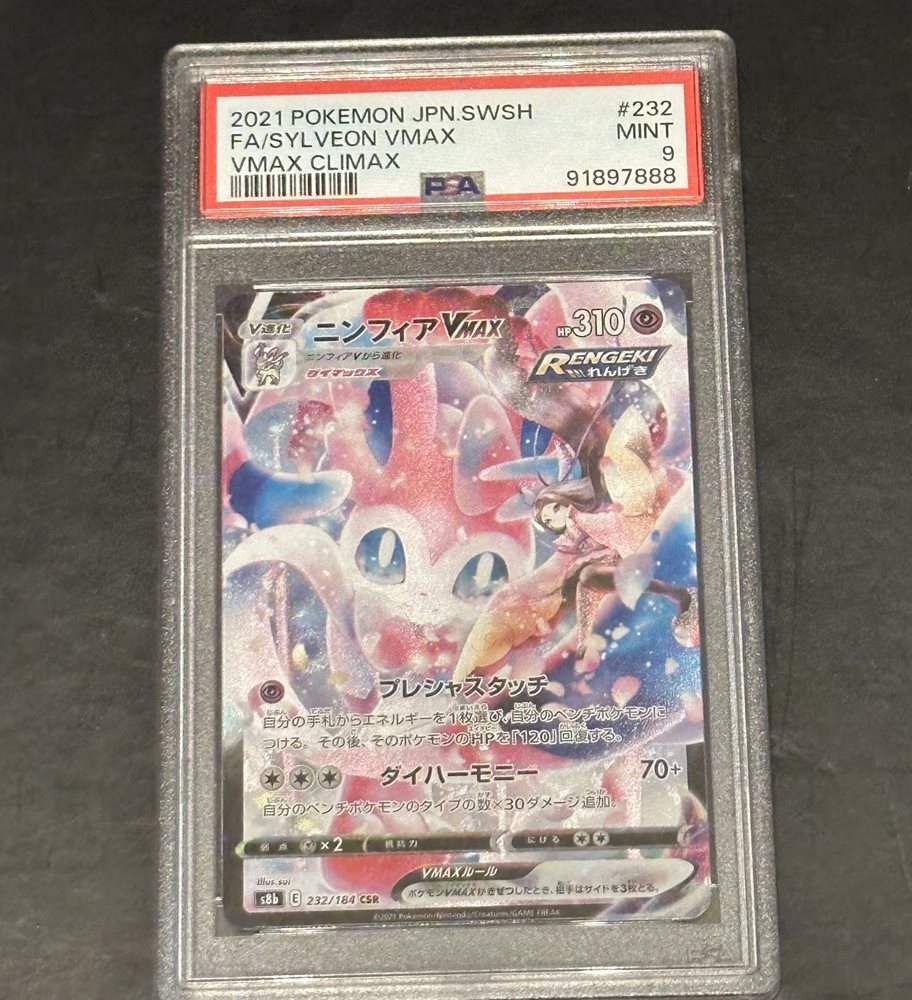 2021 POKEMON JPN.SWSH #232
FA/SYLVEON VMAX MINT
VMAX CLIMAX 9
PSA 91897888
V進化
ニンフィアVMAX HP310
ニンフィアVから進化
ダイマックス
RENGEKI
れんげき
プレシャスタッチ
自分の手札からエネルギーを1枚選び、自分のベンチポケモンに
つける。その後、そのポケモンのHPを「120」回復する。
ダイハーモニー 70+
自分のベンチポケモンのタイプの数×30ダメージ追加。
弱点 ×2 抵抗力 にげる
VMAXルール
ポケモンVMAXがきぜつしたとき、相手はサイドを3枚とる。
illus.sui
s8b E 232/184 CSR
©2021 Pokémon/Nintendo/Creatures/GAME FREAK